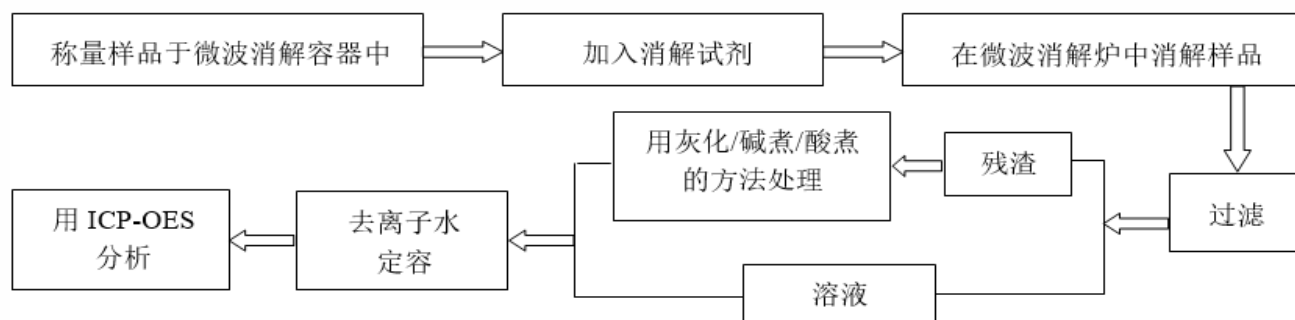 称量样品于微波消解容器中
加入消解试剂
在微波消解炉中消解样品
过滤
残渣
用灰化/碱煮/酸煮
的方法处理
溶液
去离子水
定容
用 ICP-OES
分析